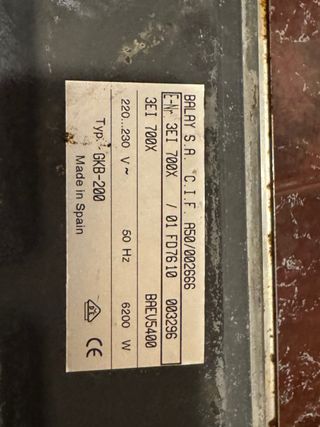 BALAY S.A. C.I.F. A50/002666
E-Nr 3EI 700X / 01 FD7610 003296
3EI 700X BAEV5400
220...230 V~ 50 Hz 6200 W
Typ.: GKB-200
Made in Spain
CE